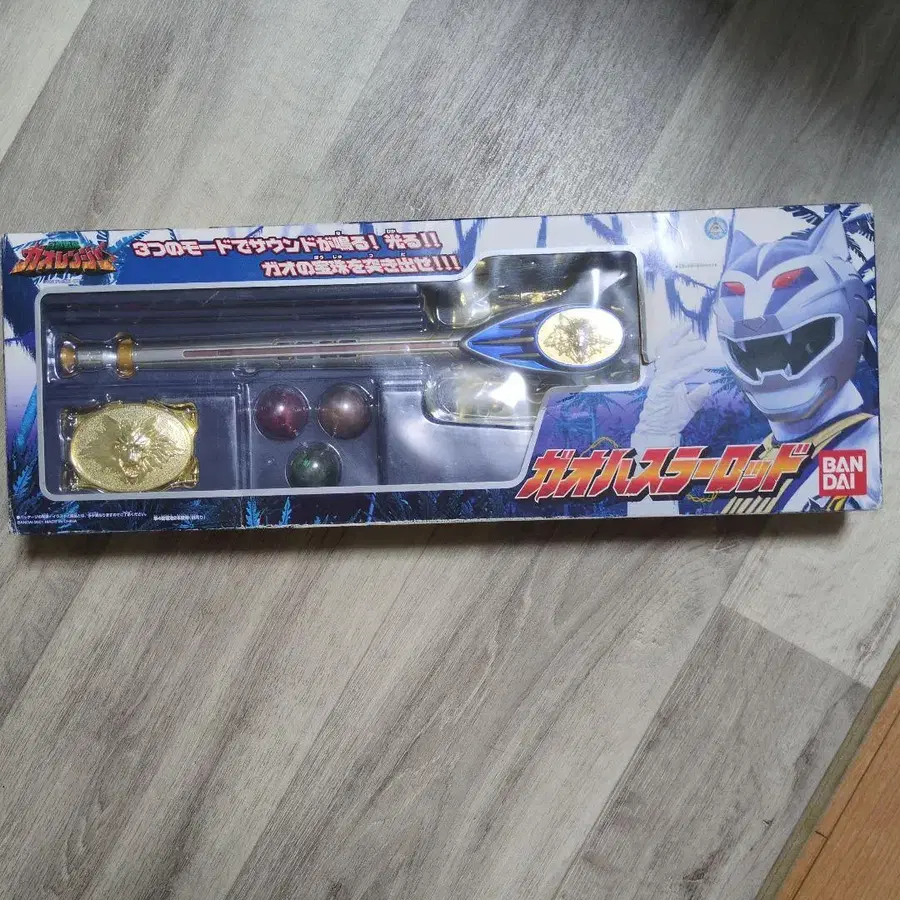 ガオレンジャー
3つのモードでサウンドが鳴る！光る!!
ガオの宝珠を突き出せ!!!
ガオハスラーロッド
BAN
DAI